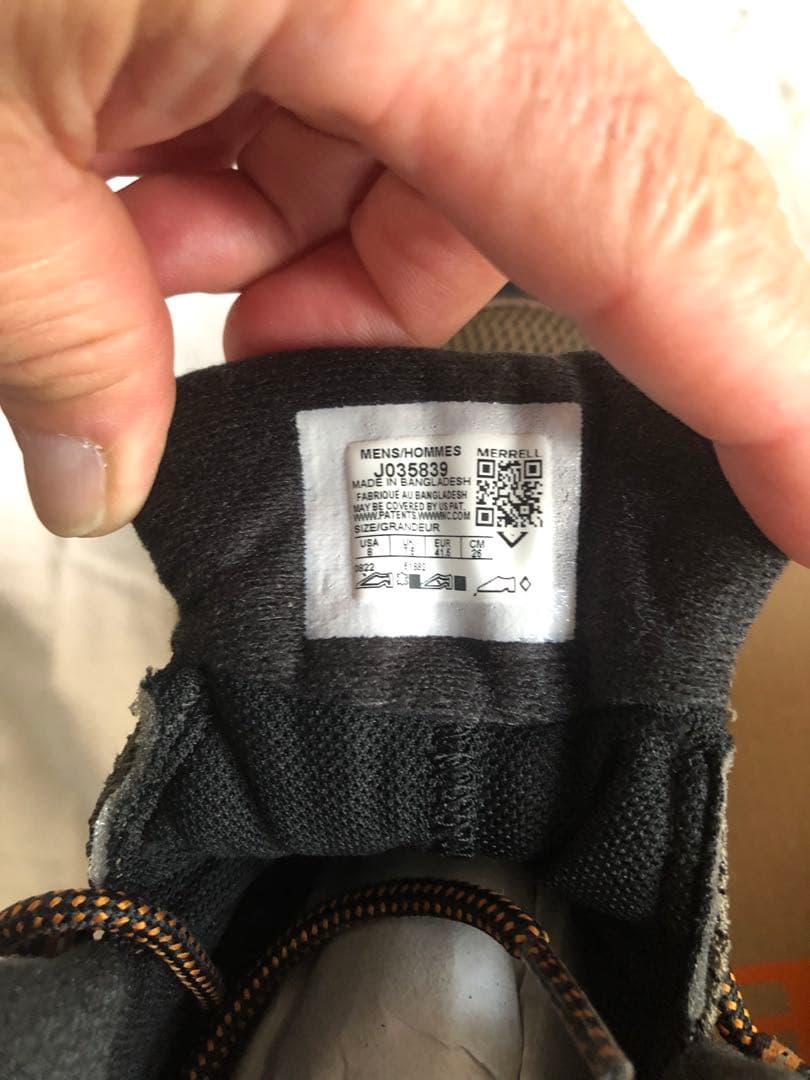 MENS/HOMMES
MERRELL
J035839
MADE IN BANGLADESH
FABRIQUE AU BANGLADESH
MAY BE COVERED BY US PAT.
WWW.PATENTS.WWWINC.COM
SIZE/GRANDEUR
USA UK EUR CM
8 7.5 41.5 26
0822